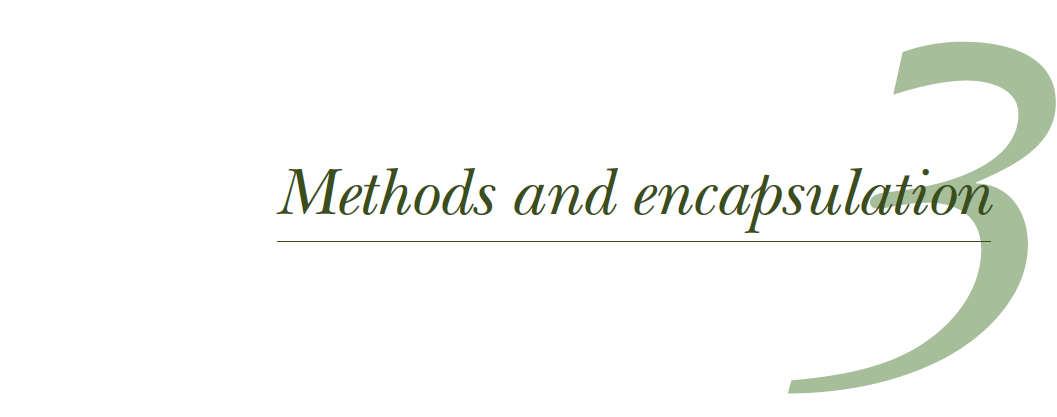 3
Methods and encapsulation